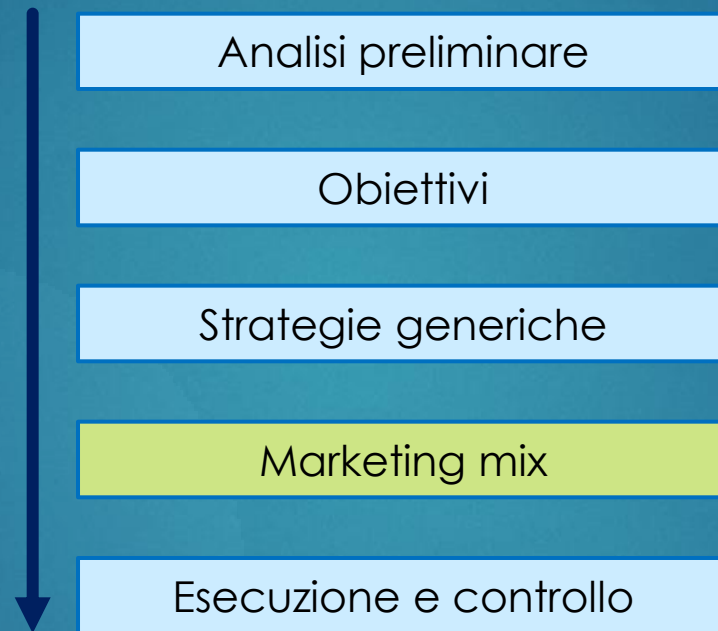 Analisi preliminare
Obiettivi
Strategie generiche
Marketing mix
Esecuzione e controllo